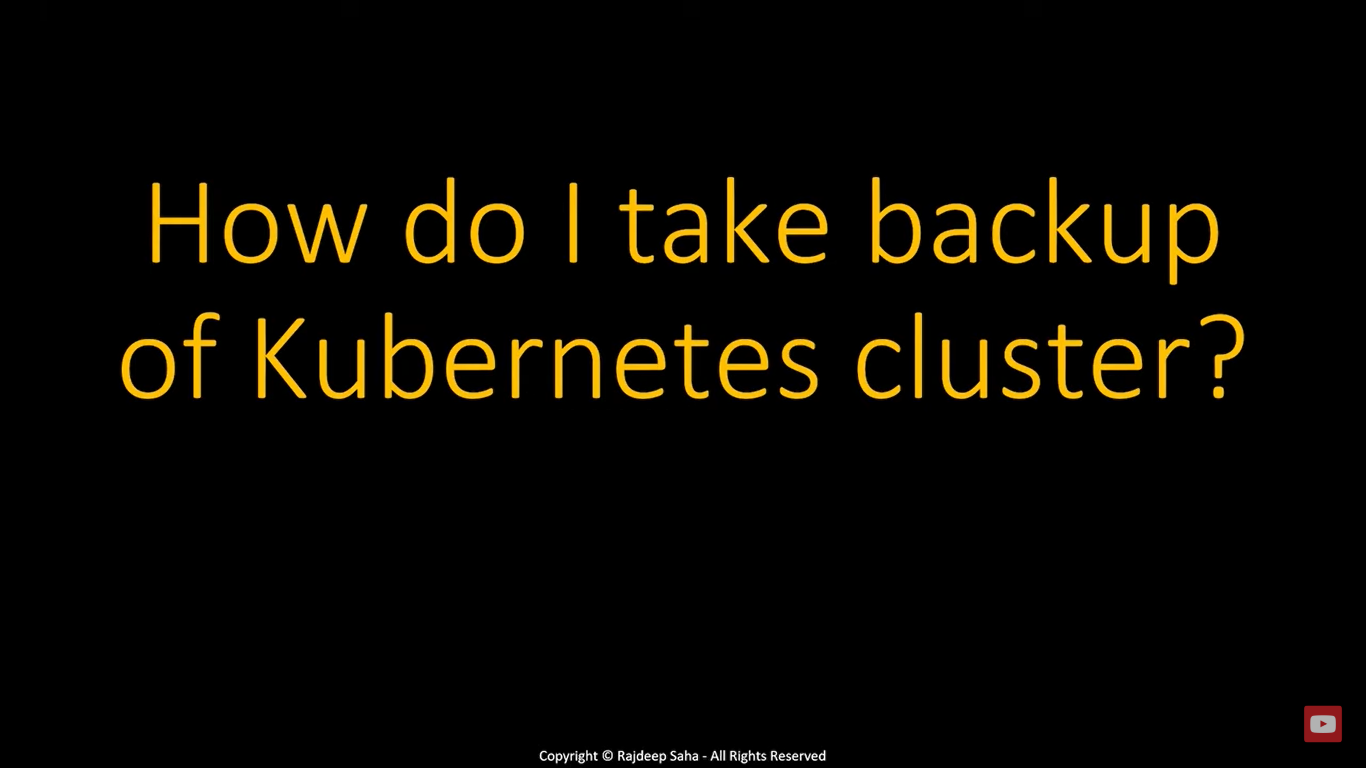 How do I take backup
of Kubernetes cluster?
Copyright © Rajdeep Saha - All Rights Reserved